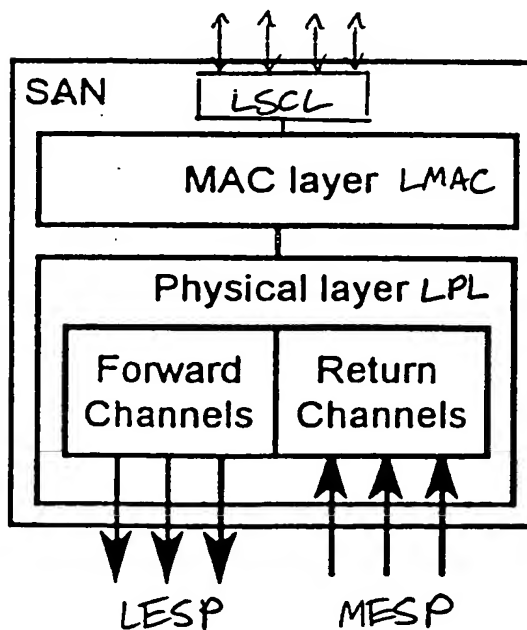 SAN
LSCL
MAC layer LMAC
Physical layer LPL
Forward Channels
Return Channels
LESP
MESP